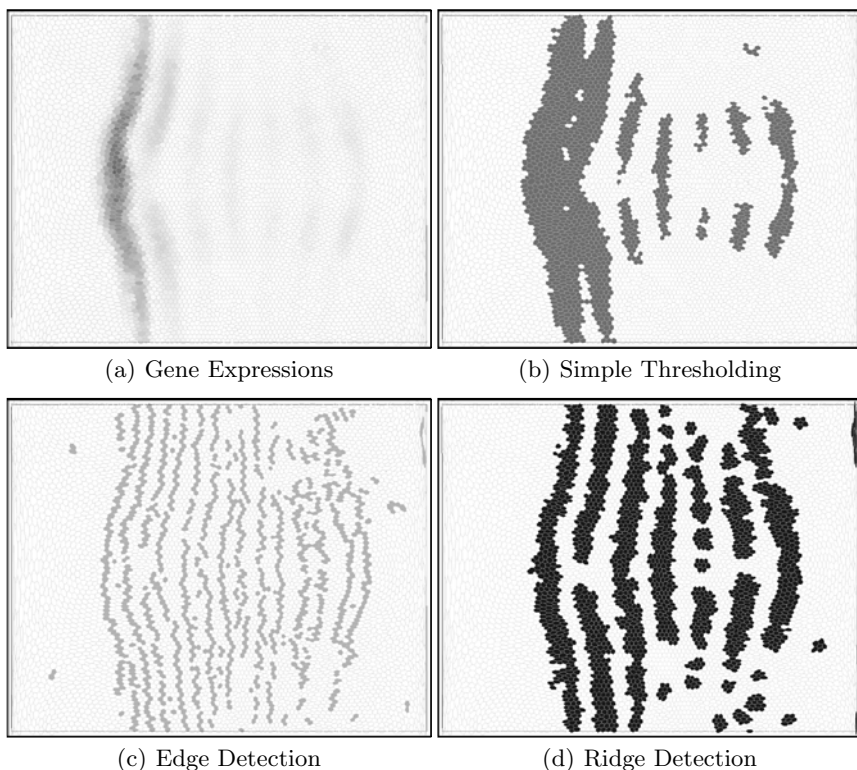 (a) Gene Expressions
(b) Simple Thresholding
(c) Edge Detection
(d) Ridge Detection